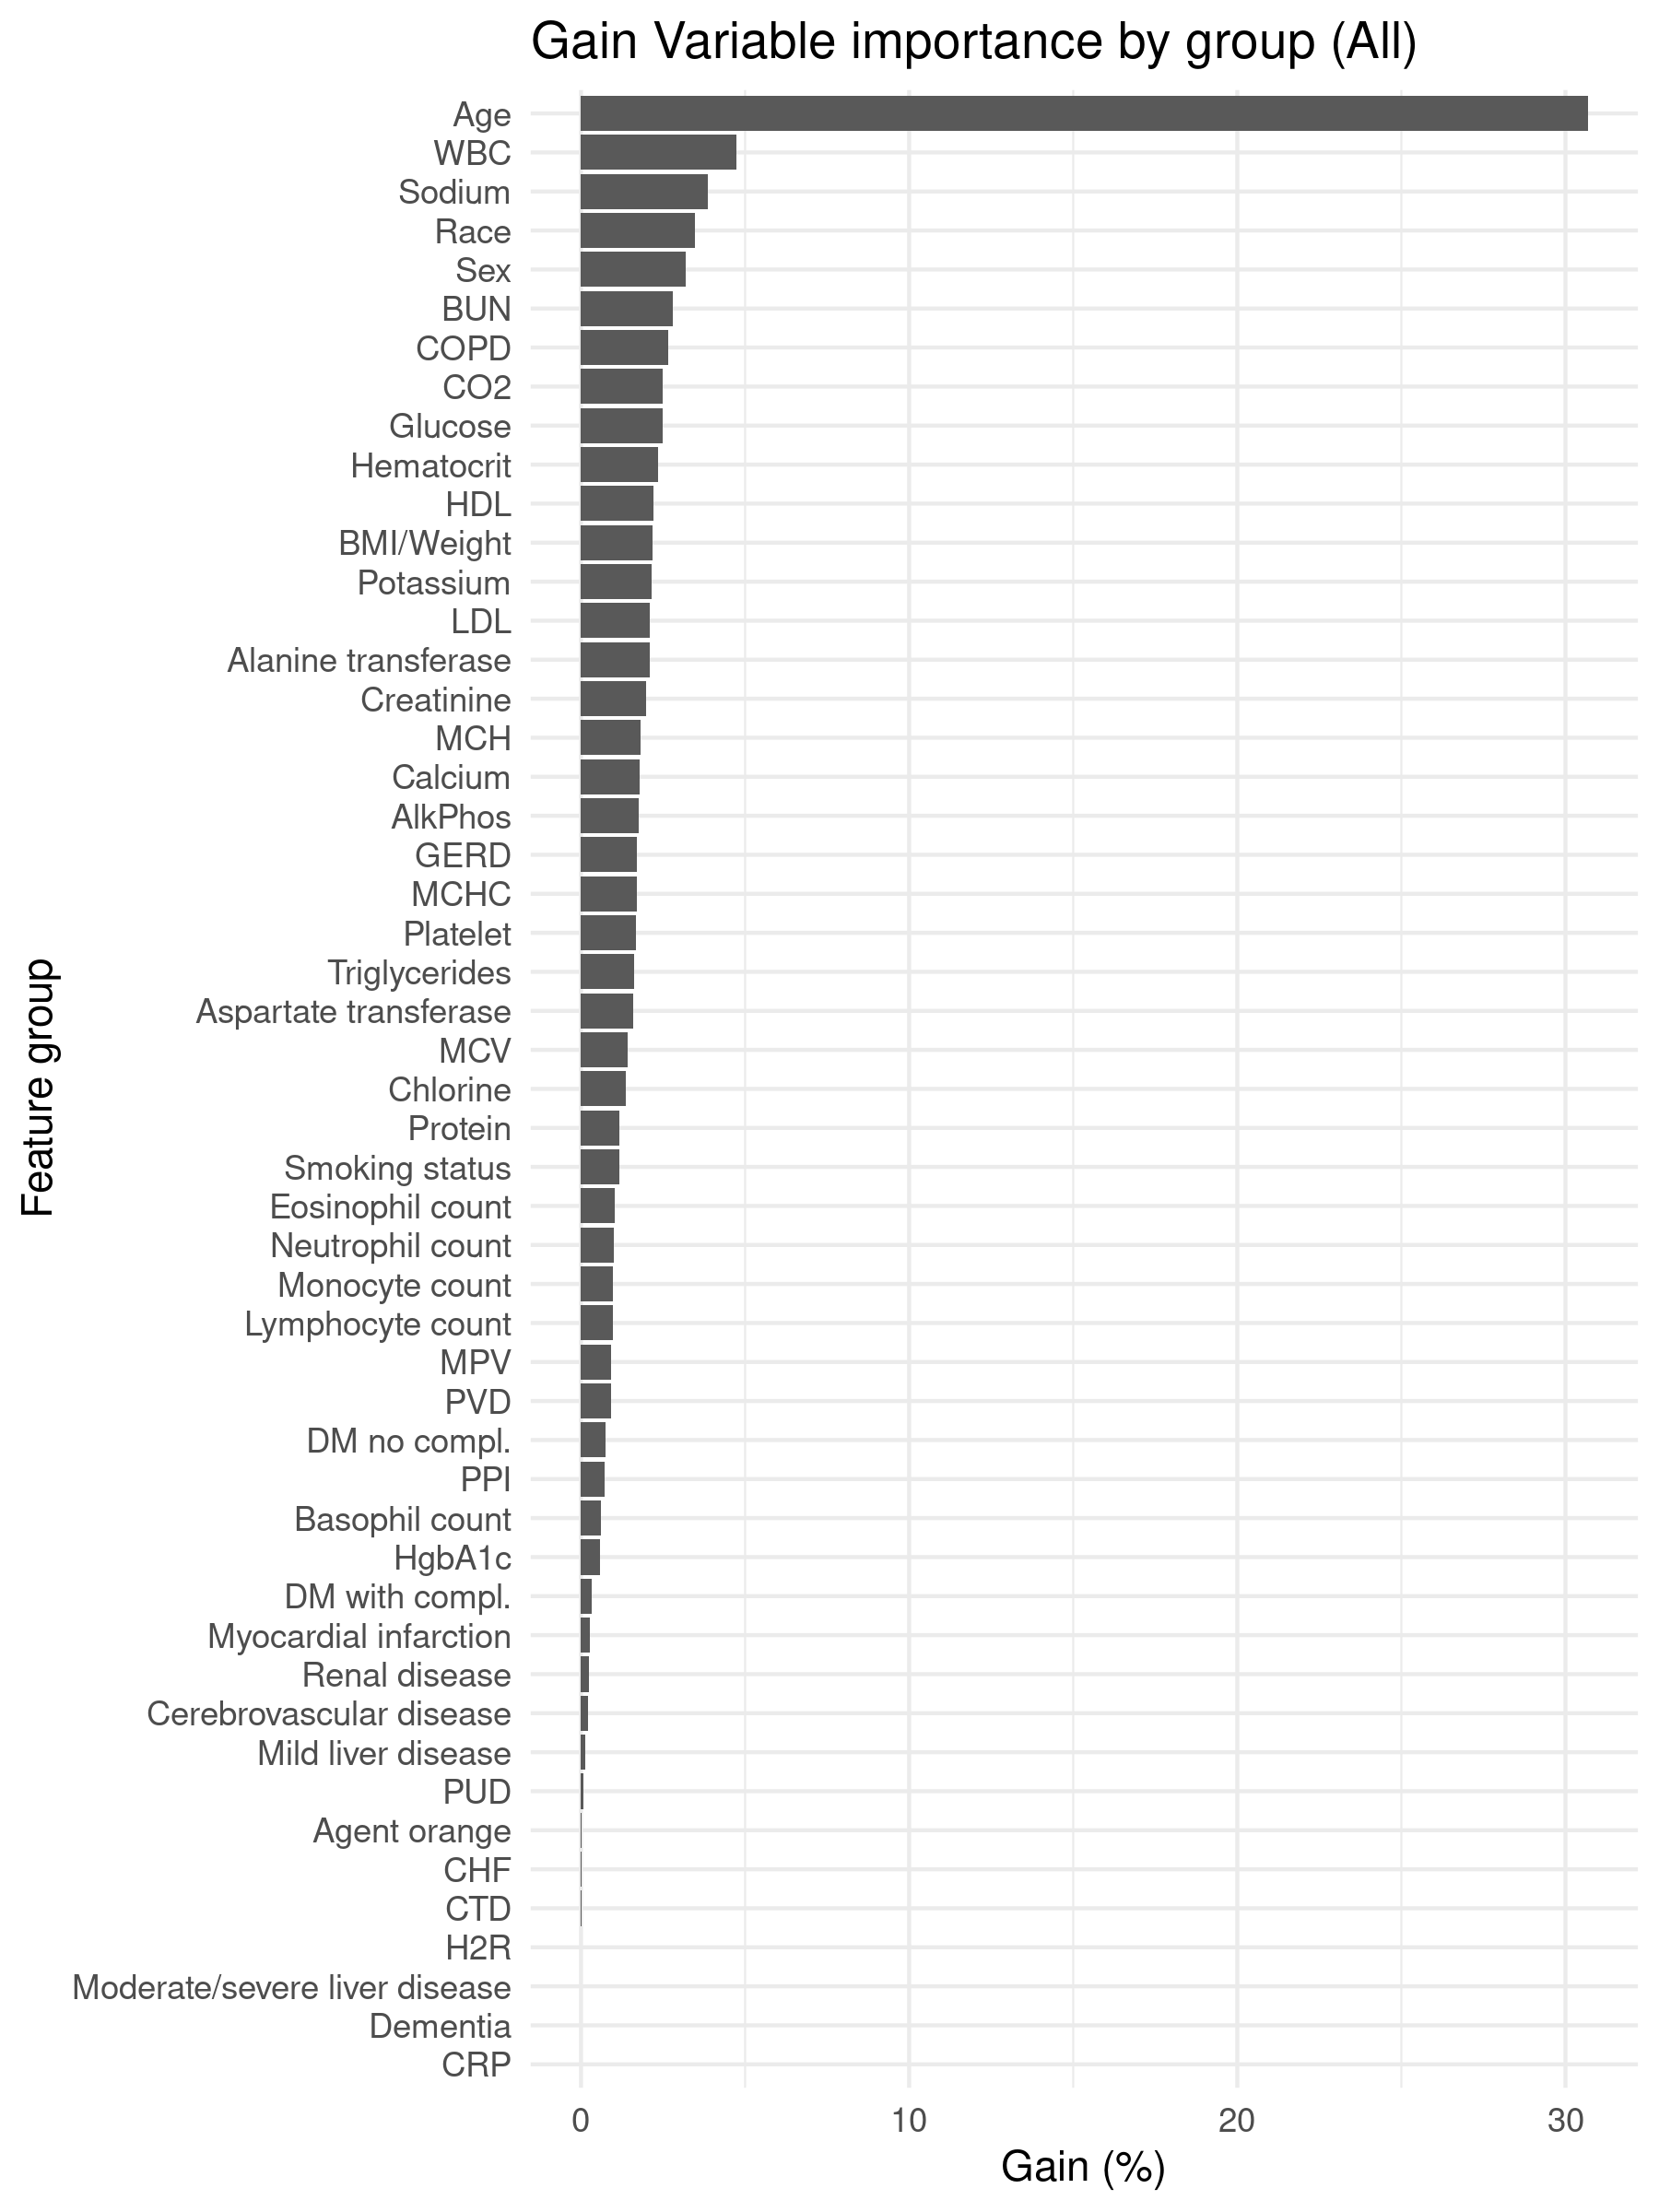 Gain Variable importance by group (All)
Age
WBC
Sodium
Race
Sex
BUN
COPD
CO2
Glucose
Hematocrit
HDL
BMI/Weight
Potassium
LDL
Alanine transferase
Creatinine
MCH
Calcium
AlkPhos
GERD
MCHC
Platelet
Triglycerides
Aspartate transferase
MCV
Chlorine
Protein
Smoking status
Eosinophil count
Neutrophil count
Monocyte count
Lymphocyte count
MPV
PVD
DM no compl.
PPI
Basophil count
HgbA1c
DM with compl.
Myocardial infarction
Renal disease
Cerebrovascular disease
Mild liver disease
PUD
Agent orange
CHF
CTD
H2R
Moderate/severe liver disease
Dementia
CRP
Feature group
0 10 20 30
Gain (%)